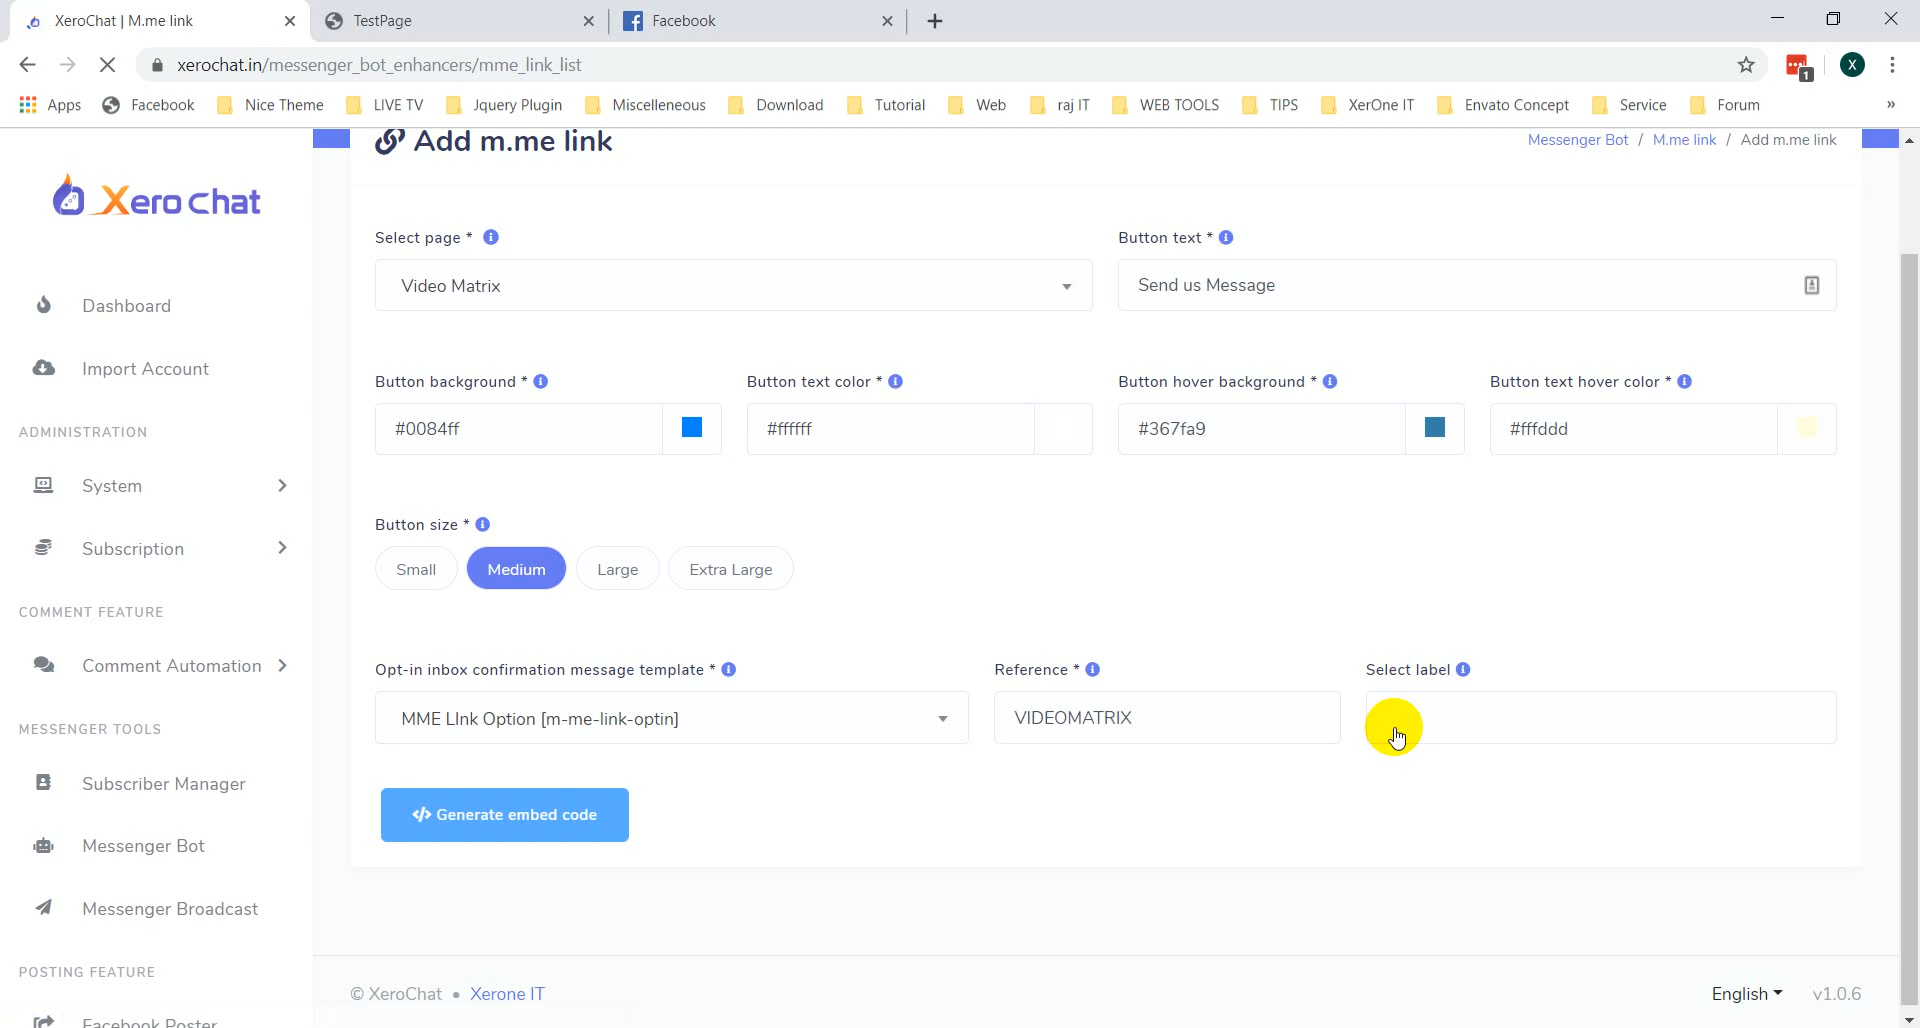 XeroChat | M.me link
TestPage
Facebook
xerochat.in/messenger_bot_enhancers/mme_link_list
1
X
Apps
Facebook
Nice Theme
LIVE TV
Jquery Plugin
Miscelleneous
Download
Tutorial
Web
raj IT
WEB TOOLS
TIPS
XerOne IT
Envato Concept
Service
Forum
»
Xero chat
Dashboard
Import Account
ADMINISTRATION
System
Subscription
COMMENT FEATURE
Comment Automation
MESSENGER TOOLS
Subscriber Manager
Messenger Bot
Messenger Broadcast
POSTING FEATURE
Facebook Poster
Add m.me link
Messenger Bot / M.me link / Add m.me link
Select page *
Video Matrix
Button text *
Send us Message
Button background *
#0084ff
Button text color *
#ffffff
Button hover background *
#367fa9
Button text hover color *
#fffddd
Button size *
Small
Medium
Large
Extra Large
Opt-in inbox confirmation message template *
MME LInk Option [m-me-link-optin]
Reference *
VIDEOMATRIX
Select label
</> Generate embed code
© XeroChat • Xerone IT
English
v1.0.6